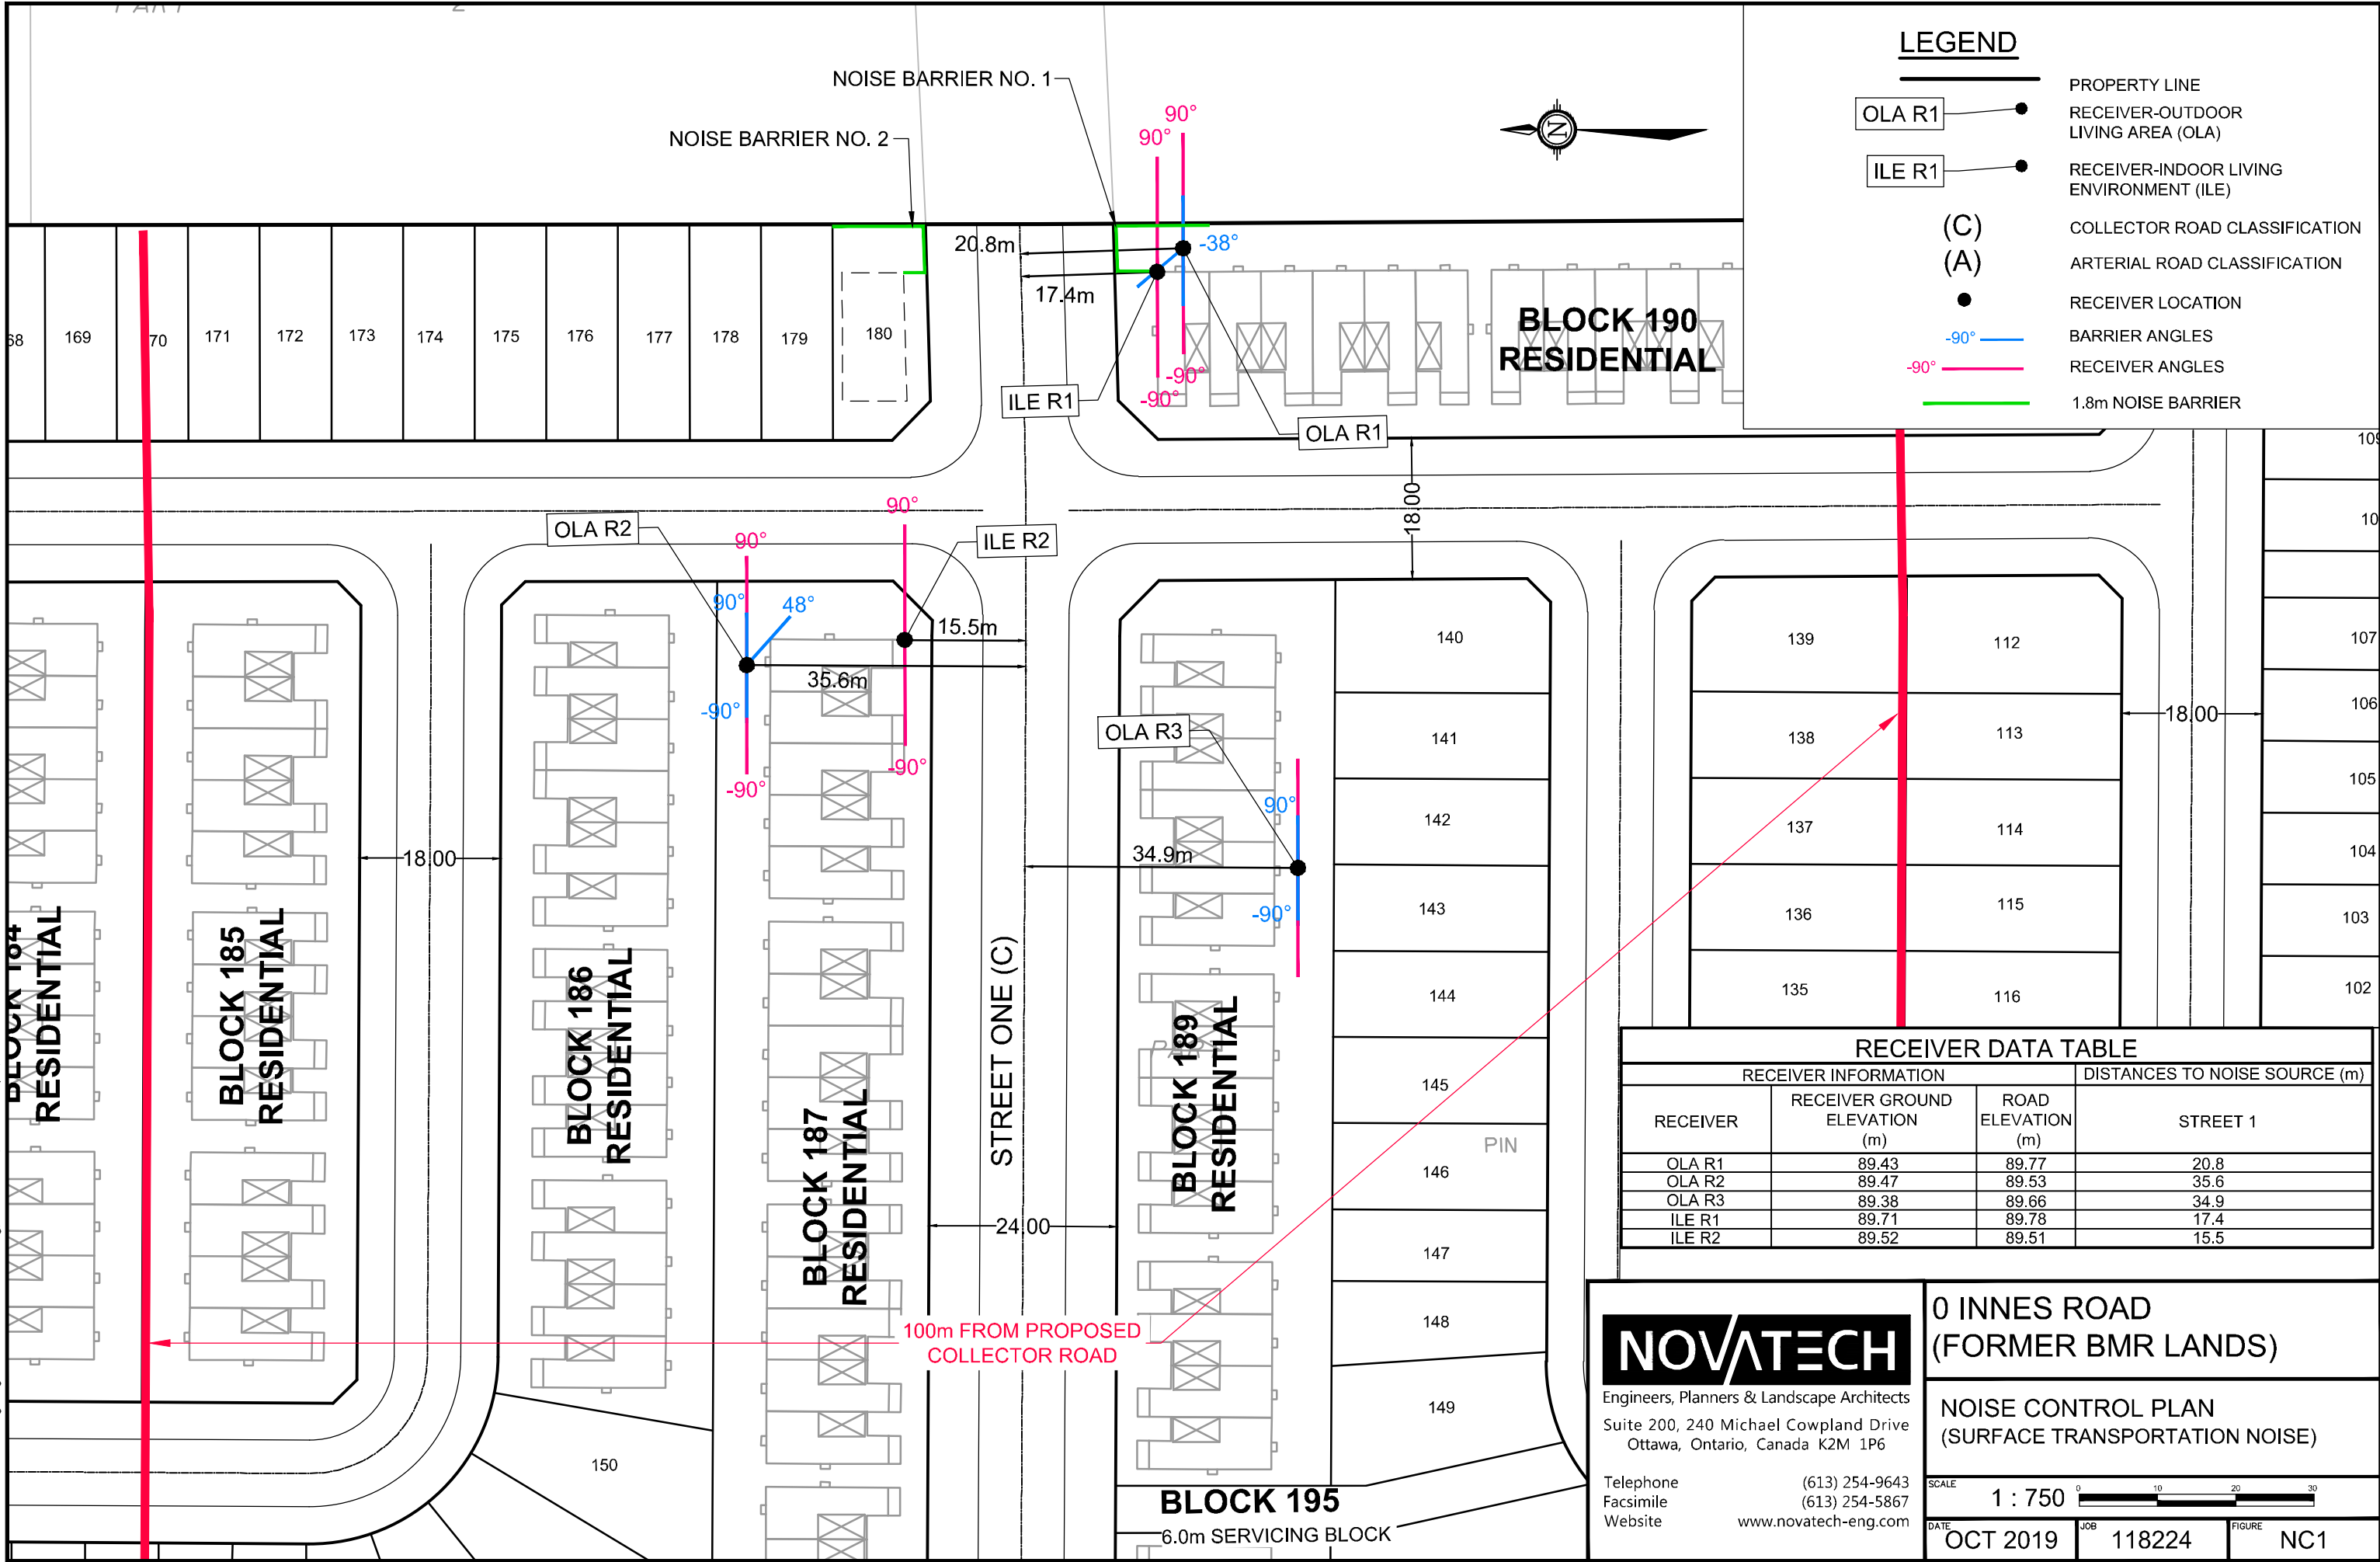 PART 2
NOISE BARRIER NO. 1
NOISE BARRIER NO. 2
90°
90°
N
20.8m
-38°
17.4m
-90°
-90°
ILE R1
OLA R1
BLOCK 190
RESIDENTIAL
LEGEND
PROPERTY LINE
OLA R1
RECEIVER-OUTDOOR
LIVING AREA (OLA)
ILE R1
RECEIVER-INDOOR LIVING
ENVIRONMENT (ILE)
(C)
COLLECTOR ROAD CLASSIFICATION
(A)
ARTERIAL ROAD CLASSIFICATION
RECEIVER LOCATION
-90°
BARRIER ANGLES
-90°
RECEIVER ANGLES
1.8m NOISE BARRIER
68
169
70
171
172
173
174
175
176
177
178
179
180
18.00
OLA R2
90°
90°
ILE R2
90°
48°
15.5m
35.6m
-90°
-90°
-90°
OLA R3
90°
34.9m
-90°
18.00
140
141
142
143
144
145
146
147
148
149
150
139
138
137
136
135
112
113
114
115
116
18.00
109
10
107
106
105
104
103
102
BLOCK 184
RESIDENTIAL
BLOCK 185
RESIDENTIAL
BLOCK 186
RESIDENTIAL
BLOCK 187
RESIDENTIAL
STREET ONE (C)
BLOCK 189
RESIDENTIAL
PIN
24.00
100m FROM PROPOSED
COLLECTOR ROAD
BLOCK 195
6.0m SERVICING BLOCK
RECEIVER DATA TABLE
RECEIVER INFORMATION DISTANCES TO NOISE SOURCE (m)
RECEIVER RECEIVER GROUND ELEVATION (m) ROAD ELEVATION (m) STREET 1
OLA R1 89.43 89.77 20.8
OLA R2 89.47 89.53 35.6
OLA R3 89.38 89.66 34.9
ILE R1 89.71 89.78 17.4
ILE R2 89.52 89.51 15.5
NOVATECH
Engineers, Planners & Landscape Architects
Suite 200, 240 Michael Cowpland Drive
Ottawa, Ontario, Canada K2M 1P6
Telephone (613) 254-9643
Facsimile (613) 254-5867
Website www.novatech-eng.com
0 INNES ROAD
(FORMER BMR LANDS)
NOISE CONTROL PLAN
(SURFACE TRANSPORTATION NOISE)
SCALE
1 : 750
0 10 20 30
DATE OCT 2019
JOB 118224
FIGURE NC1